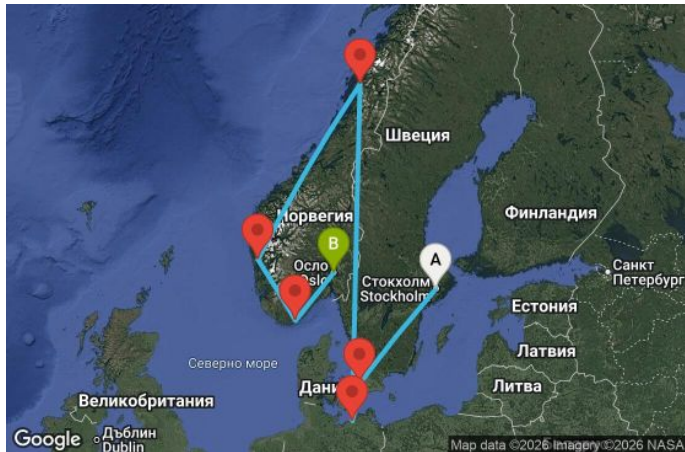 Швеция
Норвегия
Финландия
B
A
Осло
Oslo
Стокхолм
Stockholm
Санкт
Петербург
Естония
Северно море
Латвия
Дани
Литва
Великобритания
Google
Дъблин
Dublin
Map data ©2026 Imagery ©2026 NASA